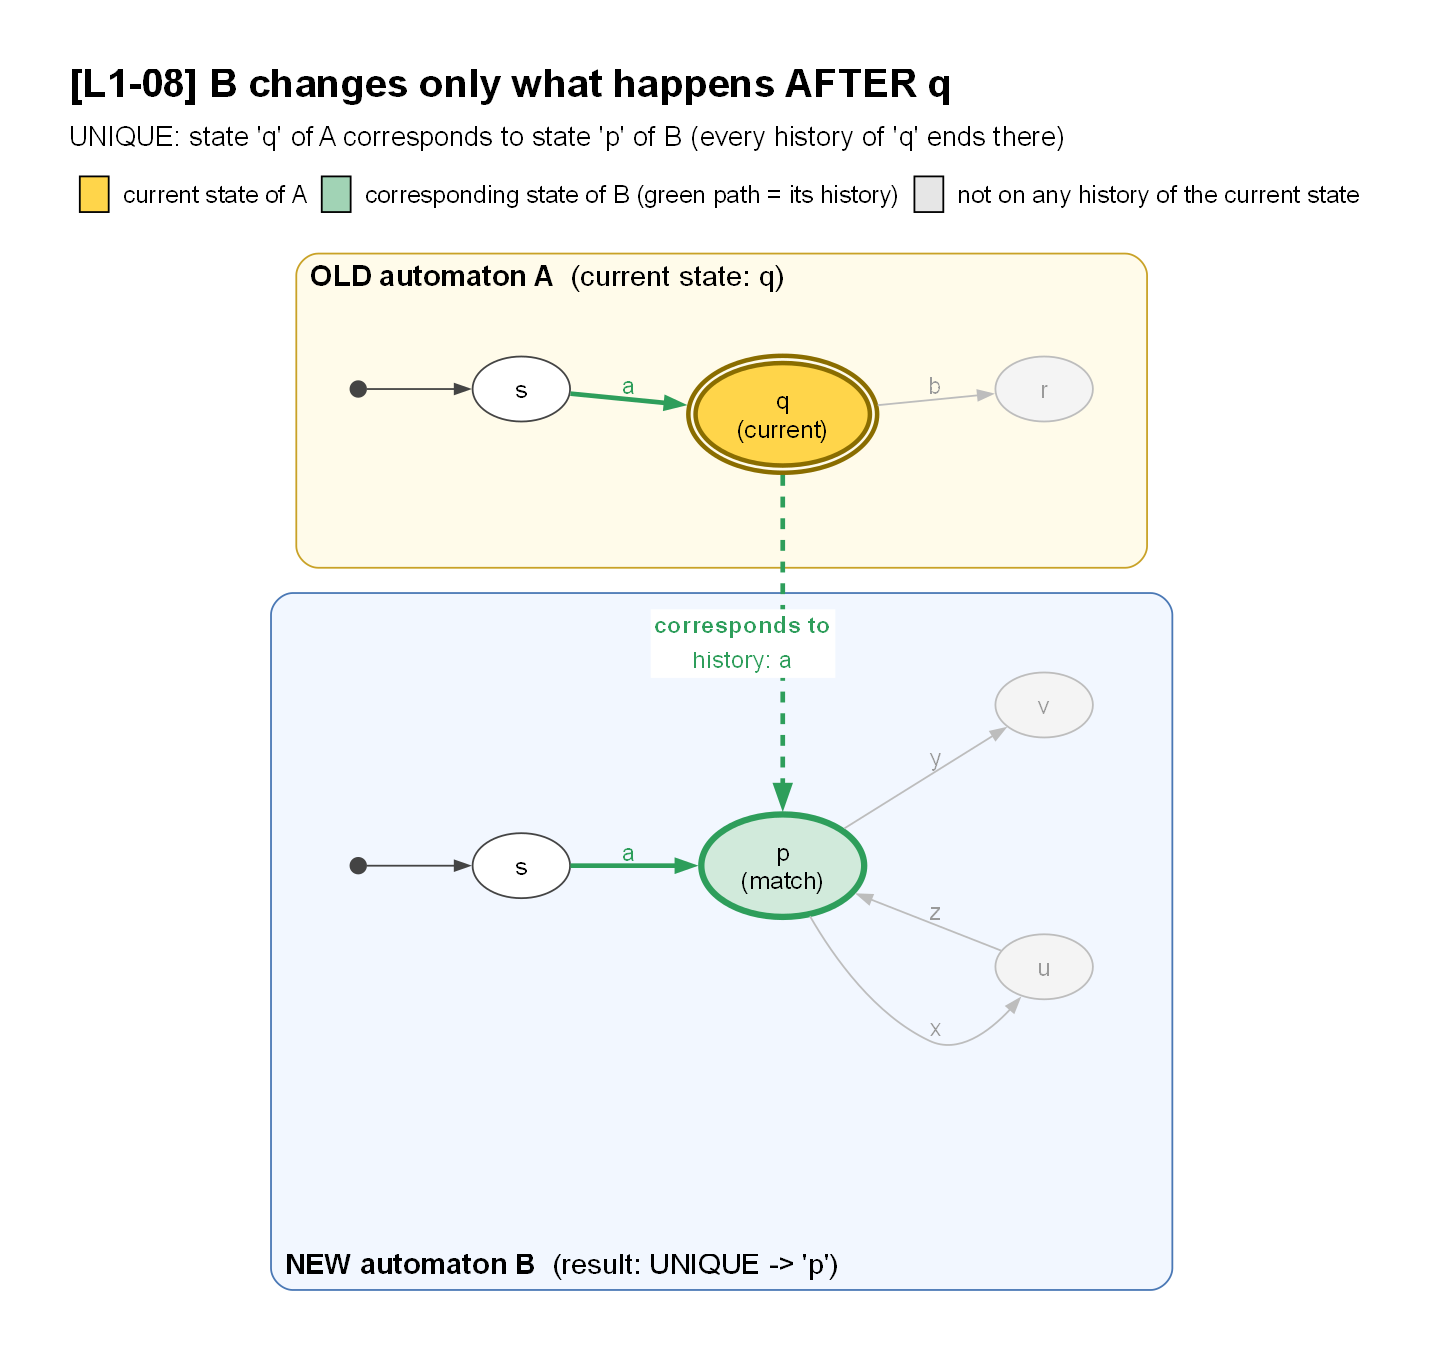 [L1-08] B changes only what happens AFTER q
UNIQUE: state 'q' of A corresponds to state 'p' of B (every history of 'q' ends there)
current state of A
corresponding state of B (green path = its history)
not on any history of the current state
OLD automaton A (current state: q)
s
a
q
(current)
b
r
corresponds to
history: a
v
y
s
a
p
(match)
z
u
x
NEW automaton B (result: UNIQUE -> 'p')